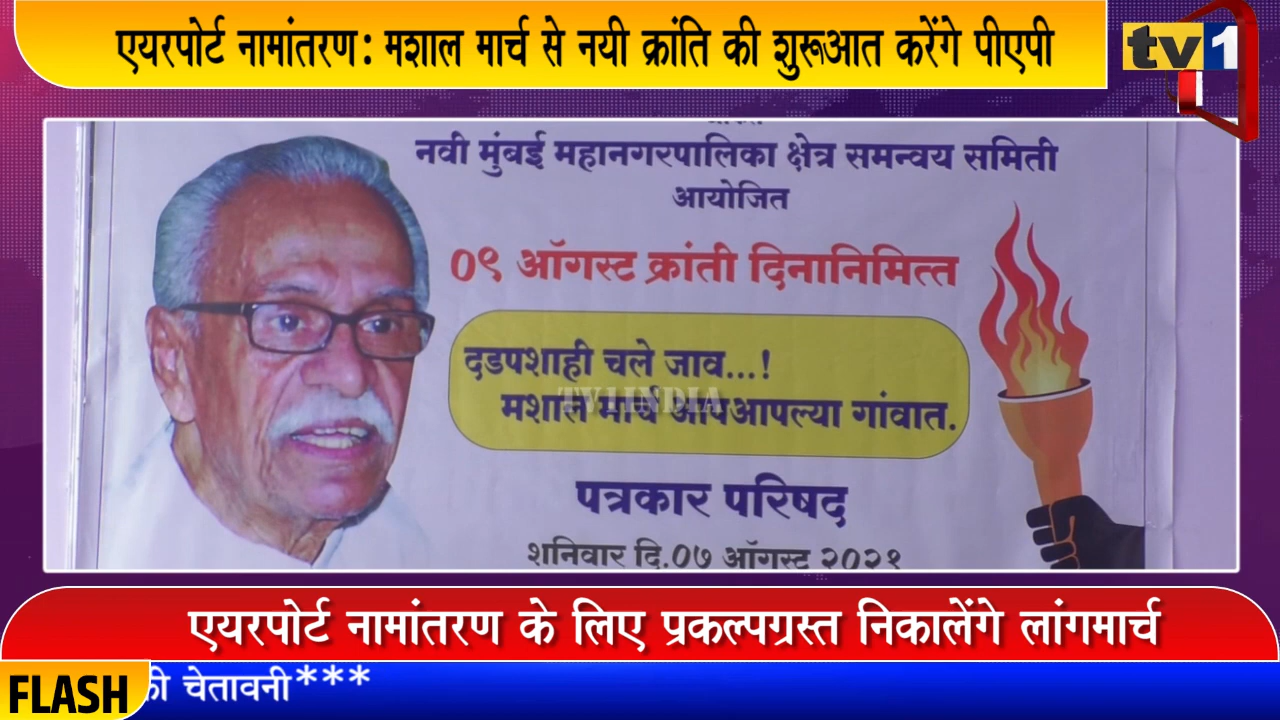 एयरपोर्ट नामांतरण: मशाल मार्च से नयी क्रांति की शुरूआत करेंगे पीएपी
tv1
नवी मुंबई महानगरपालिका क्षेत्र समन्वय समिती
आयोजित
०९ ऑगस्ट क्रांती दिनानिमित्त
दडपशाही चले जाव...!
मशाल मार्च आपआपल्या गांवात.
TV1INDIA
पत्रकार परिषद
शनिवार दि.०७ ऑगस्ट २०२१
एयरपोर्ट नामांतरण के लिए प्रकल्पग्रस्त निकालेंगे लांगमार्च
FLASH
की चेतावनी***